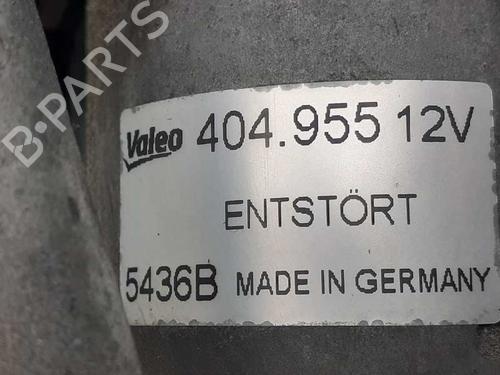 B-PARTS
Valeo 404.955 12V
ENTSTÖRT
5436B MADE IN GERMANY